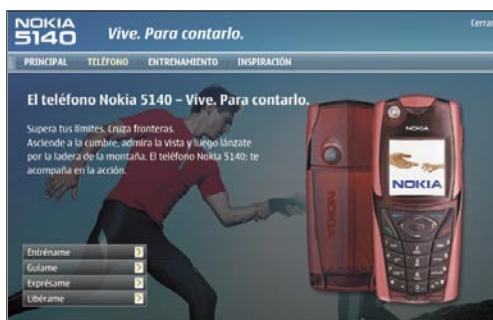 NOKIA
5140
Vive. Para contarlo.
Cerrar
PRINCIPAL TELÉFONO ENTRENAMIENTO INSPIRACIÓN
El teléfono Nokia 5140 – Vive. Para contarlo.
Supera tus límites. Cruza fronteras.
Asciende a la cumbre, admira la vista y luego lánzate
por la ladera de la montaña. El teléfono Nokia 5140: te
acompaña en la acción.
NOKIA
NOKIA
NOKIA
Entréname
Guíame
Exprésame
Libérame